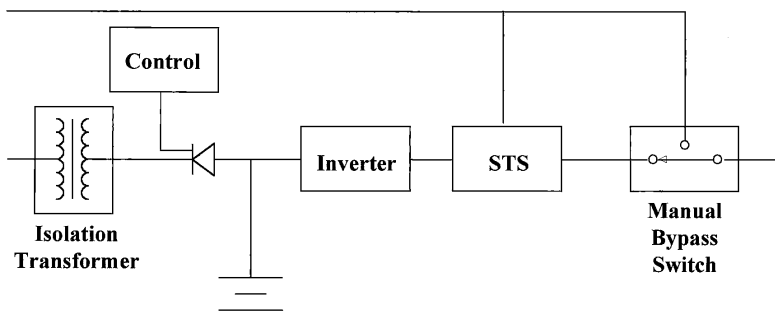 Control
Inverter
STS
Isolation
Transformer
Manual
Bypass
Switch